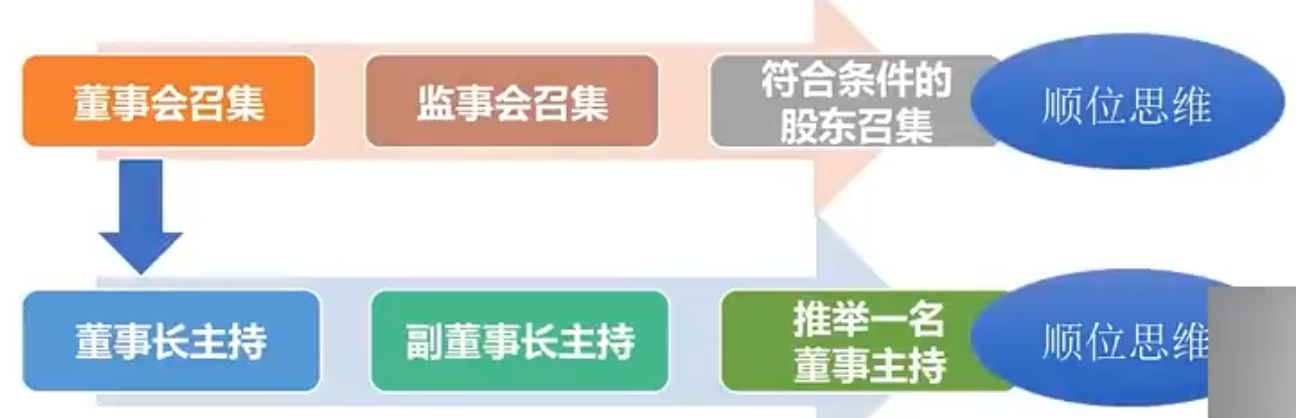 董事会召集
监事会召集
符合条件的
股东召集
顺位思维
董事长主持
副董事长主持
推举一名
董事主持
顺位思维